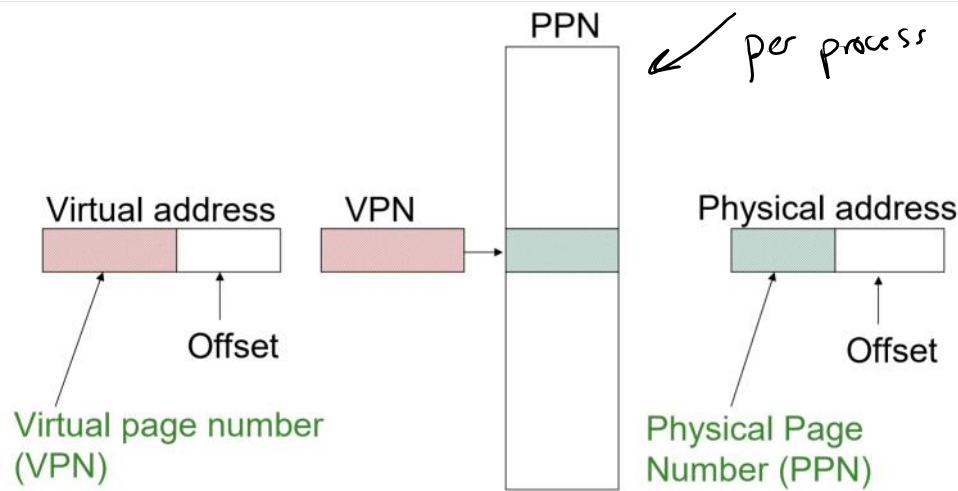 PPN
per process
Virtual address
VPN
Physical address
Offset
Offset
Virtual page number
(VPN)
Physical Page
Number (PPN)